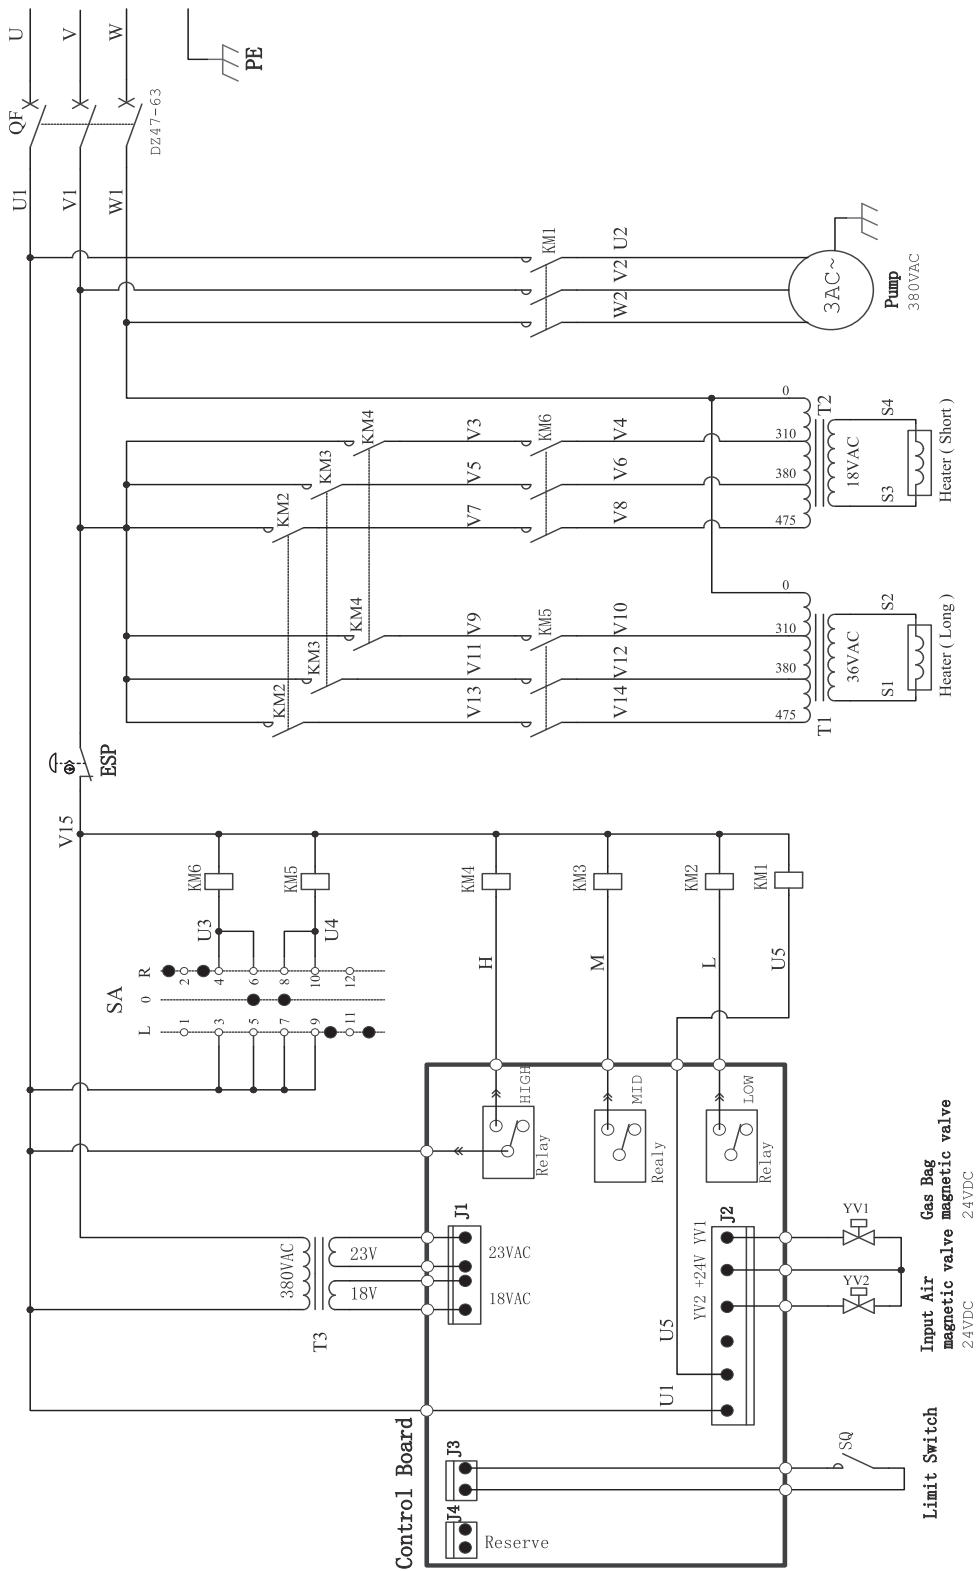 U
V
W
PE
QF
DZ47-63
U1
V1
W1
KM1
U2
V2
W2
3AC~
Pump
380VAC
KM4
KM3
KM2
V3
V5
V7
KM6
V4
V6
V8
0
310
380
475
T2
18VAC
S4
S3
Heater ( Short )
KM4
KM3
KM2
V9
V11
V13
KM5
V10
V12
V14
0
310
380
475
T1
36VAC
S2
S1
Heater ( Long )
ESP
V15
KM6
KM5
KM4
KM3
KM2
KM1
U3
U4
H
M
L
U5
SA
L
0
R
1
2
3
4
5
6
7
8
9
10
11
12
HIGH
Relay
MID
Realy
LOW
Relay
380VAC
23V
18V
T3
J1
23VAC
18VAC
J2
YV2 +24V YV1
U5
U1
YV1
YV2
Gas Bag
magnetic valve
24VDC
Input Air
magnetic valve
24VDC
Control Board
J3
J4
Reserve
SQ
Limit Switch